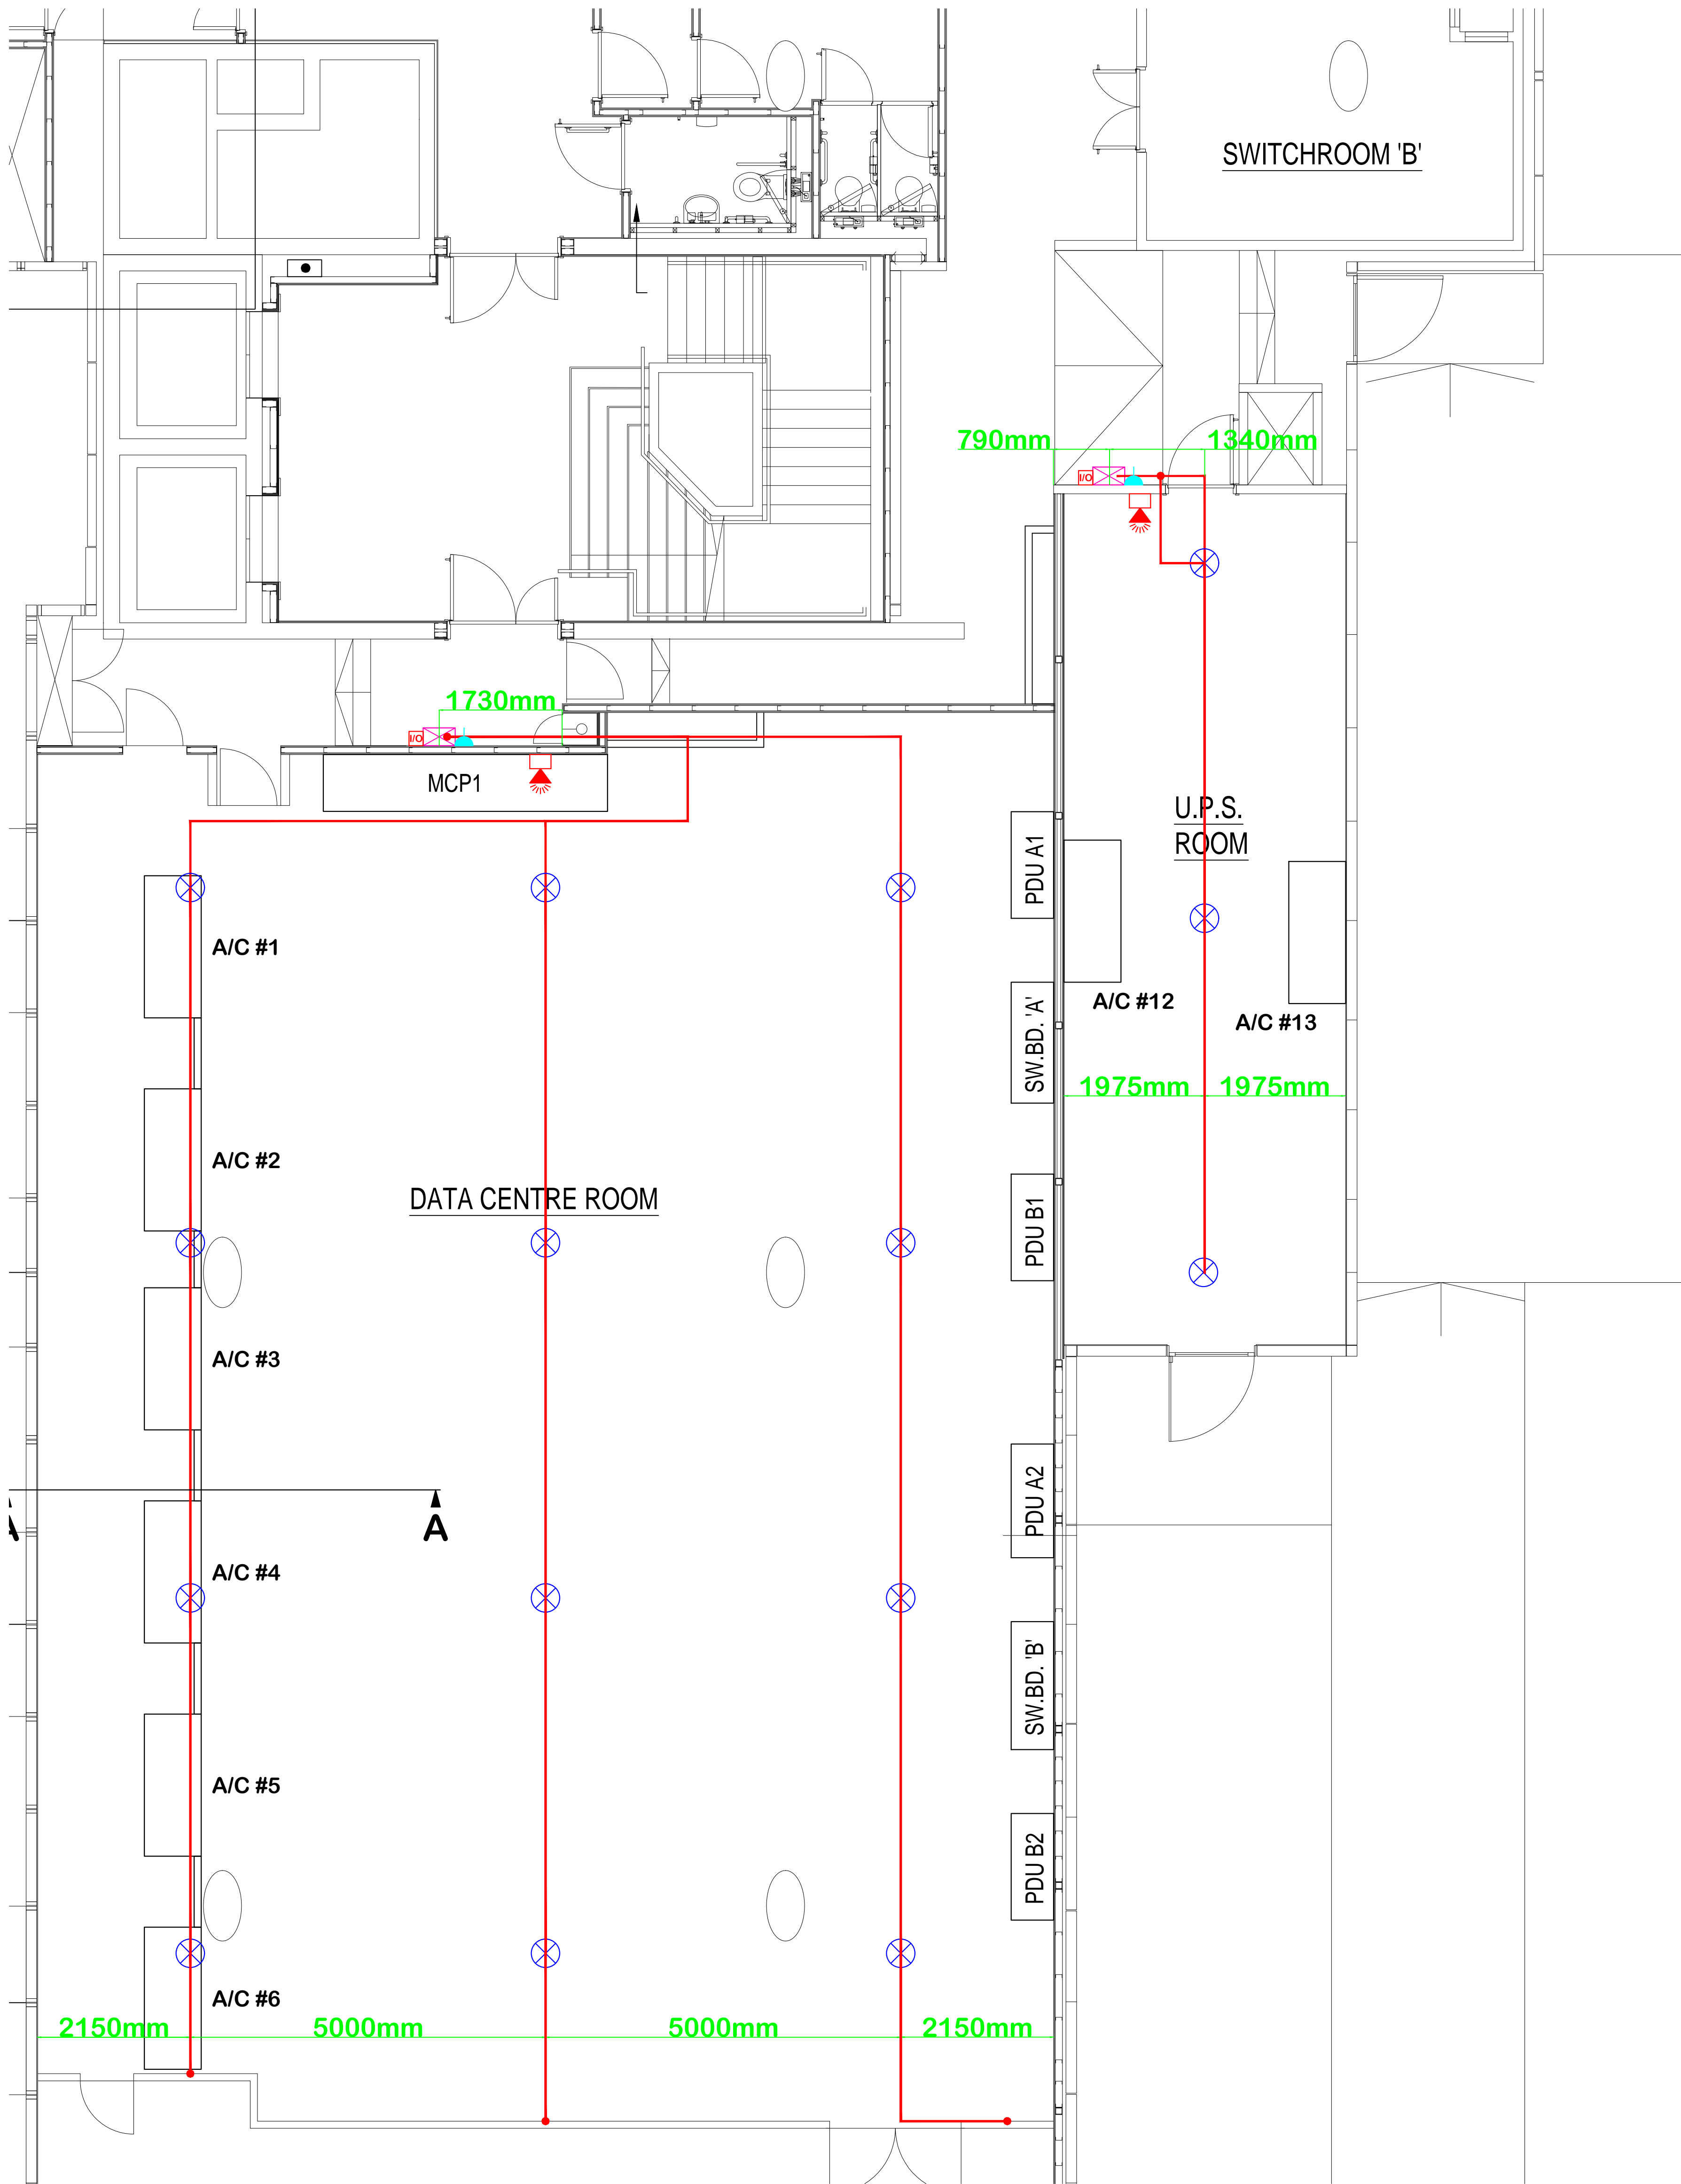 SWITCHROOM 'B'
790mm
1340mm
I/O
1730mm
I/O
MCP1
U.P.S.
ROOM
PDU A1
A/C #1
A/C #12
A/C #13
SW.BD. 'A'
1975mm
1975mm
A/C #2
DATA CENTRE ROOM
PDU B1
A/C #3
PDU A2
A
A
A/C #4
SW.BD. 'B'
A/C #5
PDU B2
A/C #6
2150mm
5000mm
5000mm
2150mm